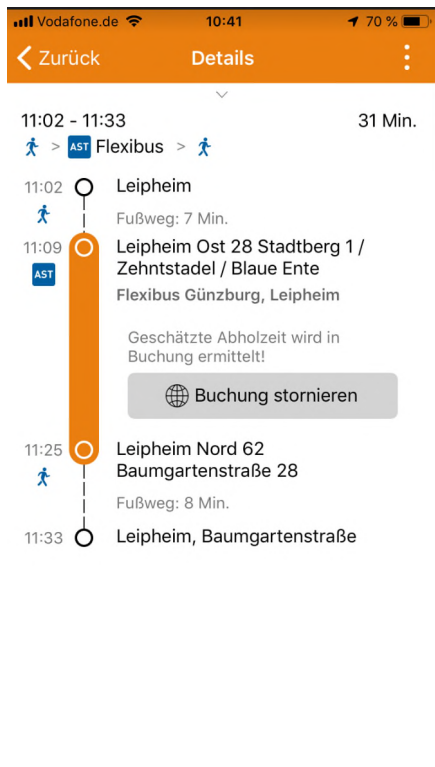 Vodafone.de 10:41 70 %
Zurück Details
11:02 - 11:33 31 Min.
> AST Flexibus >
11:02 Leipheim
Fußweg: 7 Min.
11:09 Leipheim Ost 28 Stadtberg 1 /
AST Zehntstadel / Blaue Ente
Flexibus Günzburg, Leipheim
Geschätzte Abholzeit wird in
Buchung ermittelt!
Buchung stornieren
11:25 Leipheim Nord 62
Baumgartenstraße 28
Fußweg: 8 Min.
11:33 Leipheim, Baumgartenstraße